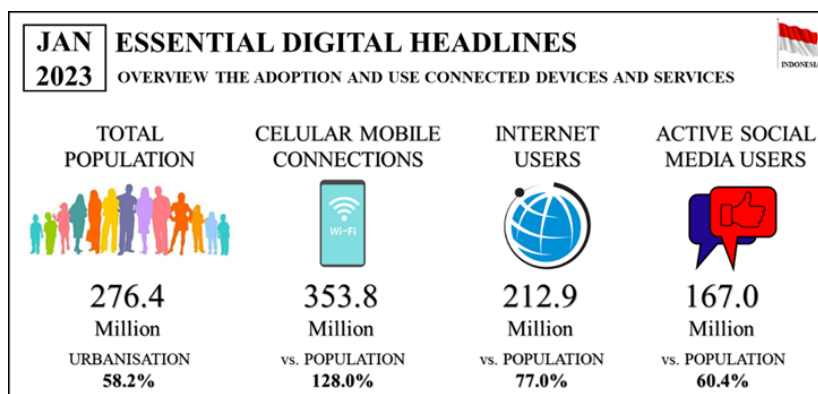 JAN
2023
ESSENTIAL DIGITAL HEADLINES
OVERVIEW THE ADOPTION AND USE CONNECTED DEVICES AND SERVICES
INDONESIA
TOTAL
POPULATION
276.4
Million
URBANISATION
58.2%
CELULAR MOBILE
CONNECTIONS
Wi-Fi
353.8
Million
vs. POPULATION
128.0%
INTERNET
USERS
212.9
Million
vs. POPULATION
77.0%
ACTIVE SOCIAL
MEDIA USERS
167.0
Million
vs. POPULATION
60.4%